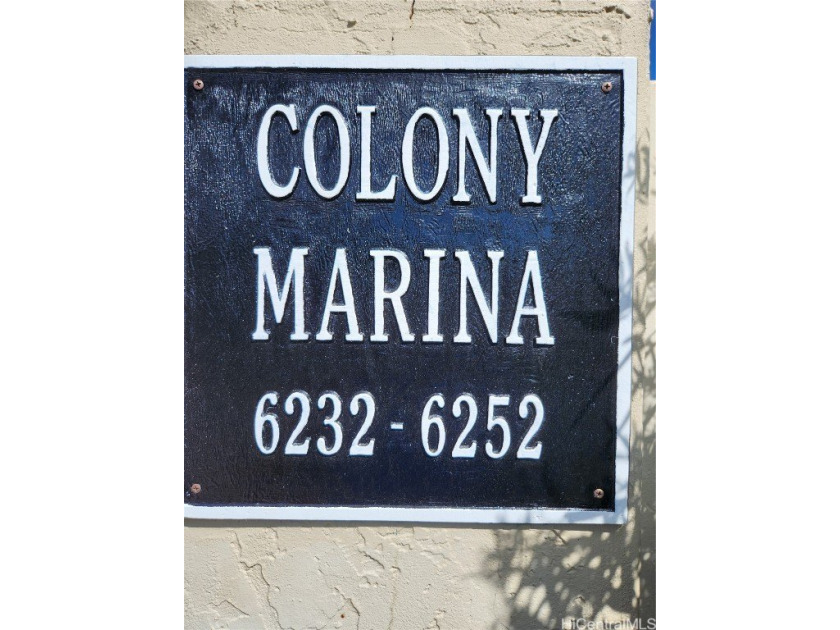 COLONY
MARINA
6232 - 6252
HiCentralMLS